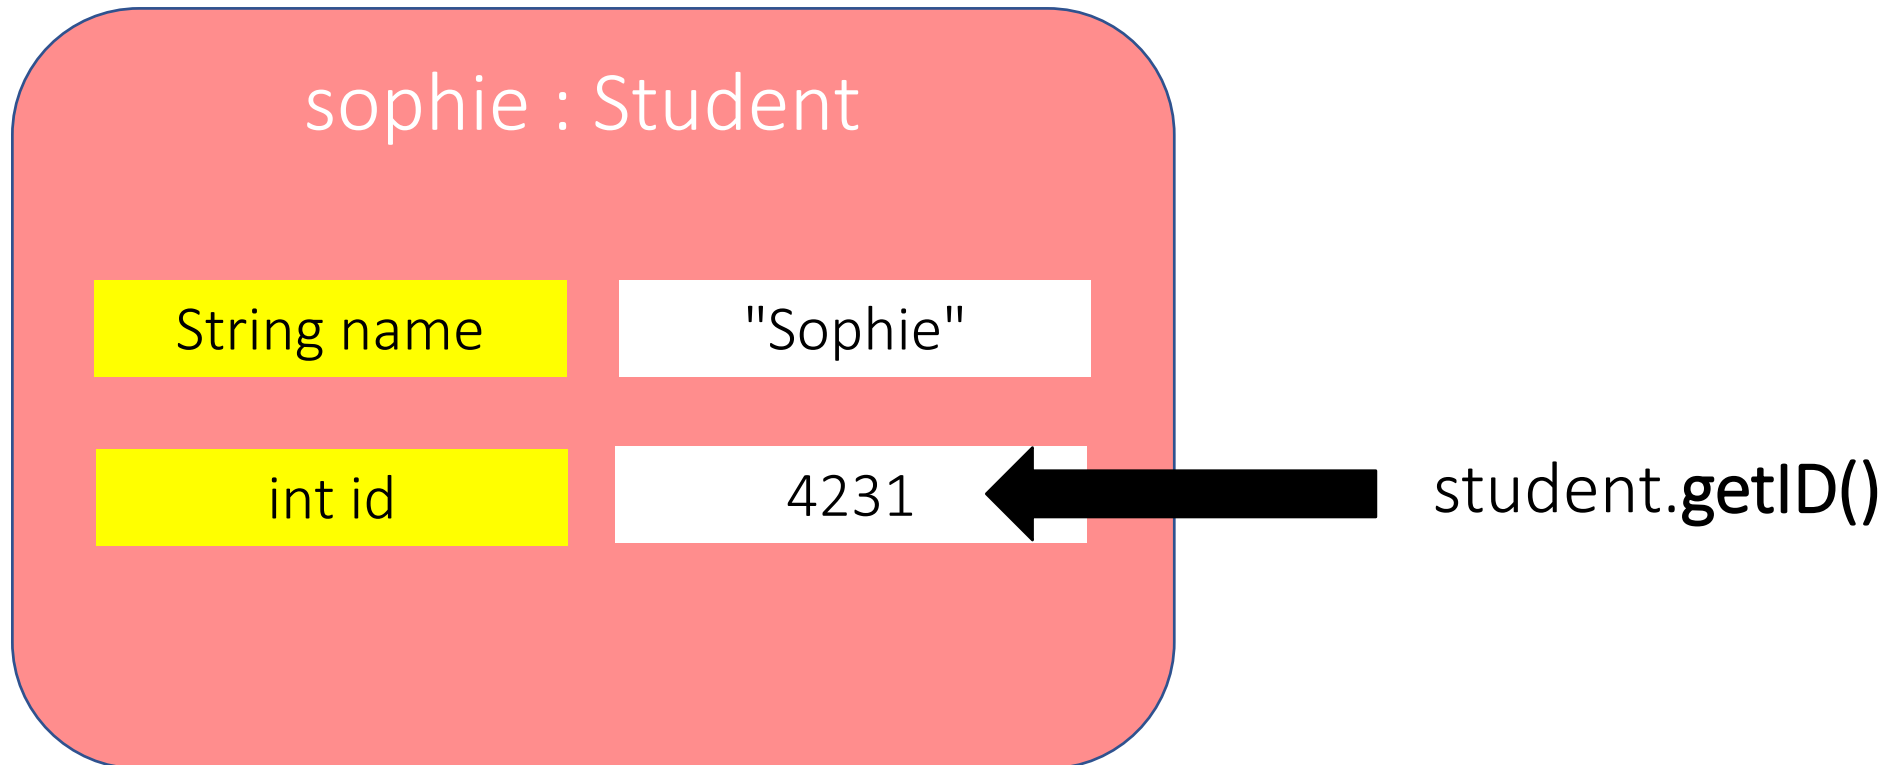 sophie : Student
String name
"Sophie"
int id
4231
student.getID()